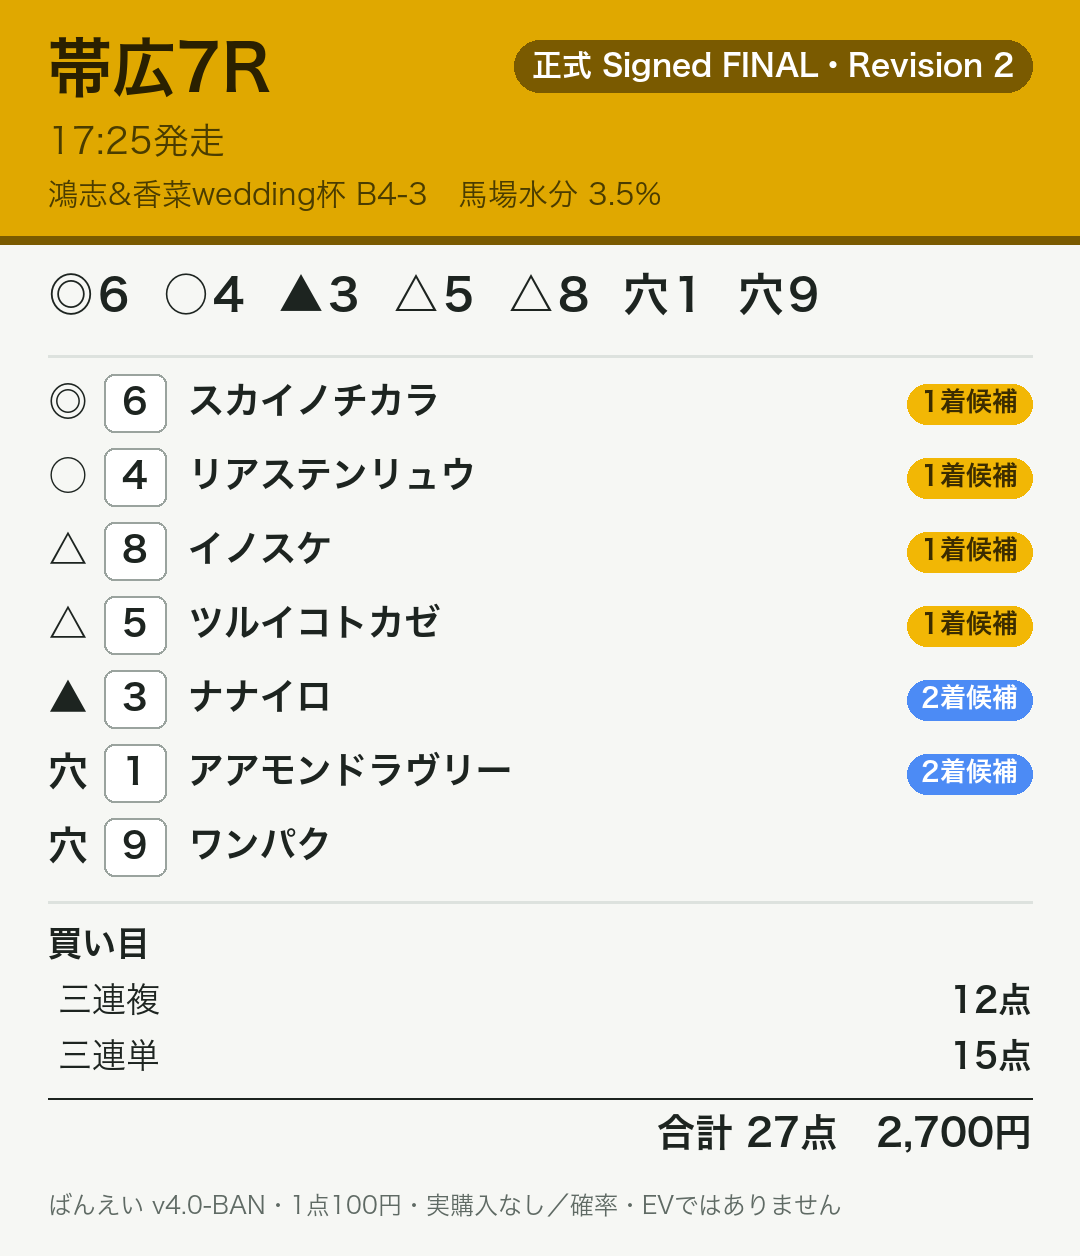 帯広7R
正式 Signed FINAL・Revision 2
17:25発走
鴻志&香菜wedding杯 B4-3　馬場水分 3.5%
◎6 ○4 ▲3 △5 △8 穴1 穴9
◎ 6 スカイノチカラ 1着候補
○ 4 リアステンリュウ 1着候補
△ 8 イノスケ 1着候補
△ 5 ツルイコトカゼ 1着候補
▲ 3 ナナイロ 2着候補
穴 1 アアモンドラヴリー 2着候補
穴 9 ワンパク
買い目
三連複 12点
三連単 15点
合計 27点　2,700円
ばんえい v4.0-BAN・1点100円・実購入なし／確率・EVではありません